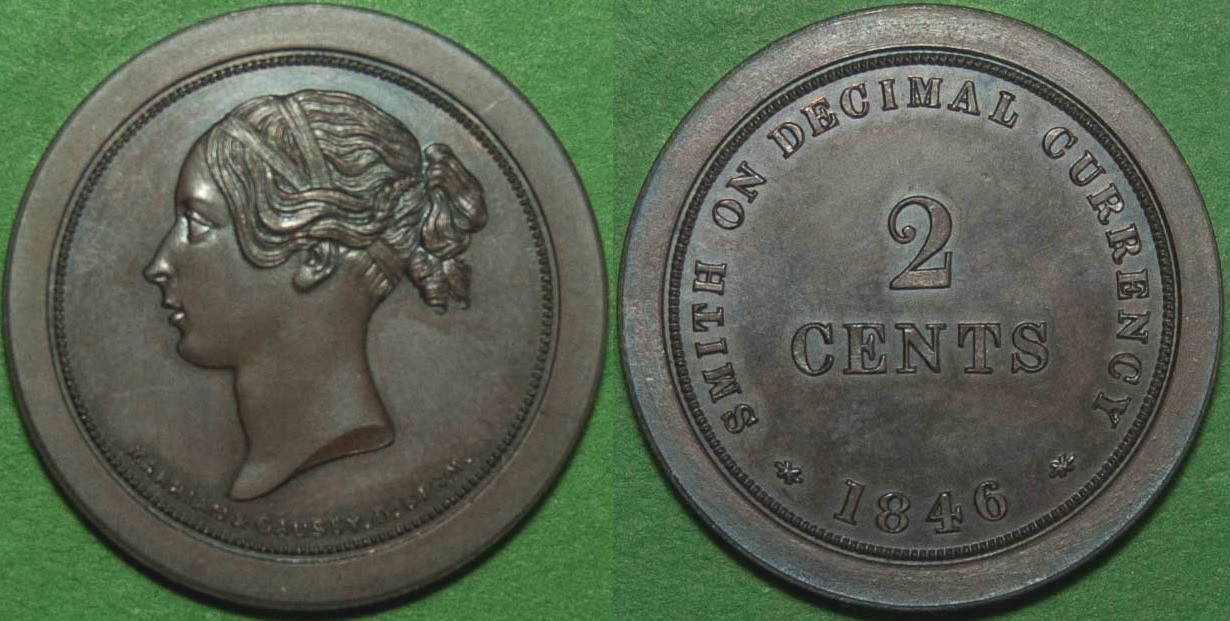 SMITH ON DECIMAL CURRENCY
2
CENTS
* 1846 *